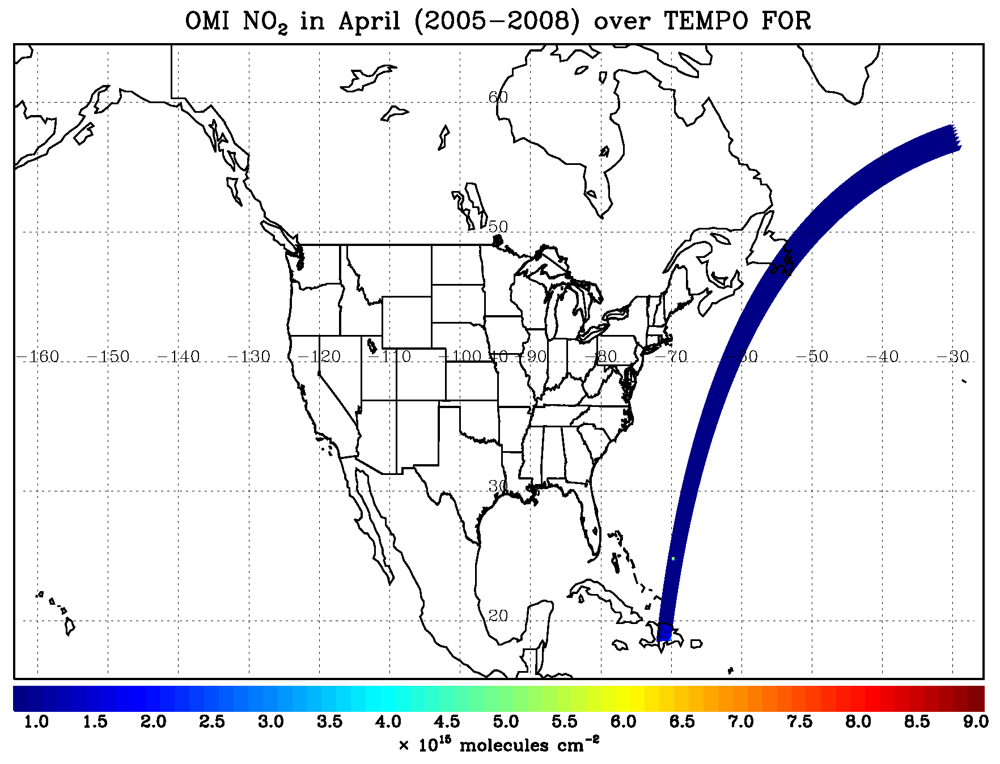 OMI NO₂ in April (2005−2008) over TEMPO FOR
60
50
−160 −150 −140 −130 −120 −110 −100 40 −90 −80 −70 −60 −50 −40 −30
30
20
1.0 1.5 2.0 2.5 3.0 3.5 4.0 4.5 5.0 5.5 6.0 6.5 7.0 7.5 8.0 8.5 9.0
× 10¹⁵ molecules cm⁻²